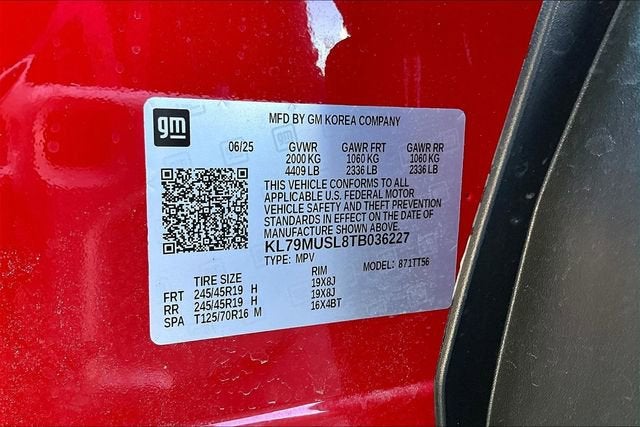 gm
MFD BY GM KOREA COMPANY
06/25 GVWR GAWR FRT GAWR RR
2000 KG 1060 KG 1060 KG
4409 LB 2336 LB 2336 LB
THIS VEHICLE CONFORMS TO ALL
APPLICABLE U.S. FEDERAL MOTOR
VEHICLE SAFETY AND THEFT PREVENTION
STANDARDS IN EFFECT ON THE DATE OF
MANUFACTURE SHOWN ABOVE.
KL79MUSL8TB036227
TYPE: MPV MODEL: 871TT56
TIRE SIZE RIM
FRT 245/45R19 H 19X8J
RR 245/45R19 H 19X8J
SPA T125/70R16 M 16X4BT